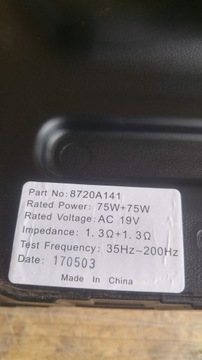 Part No:8720A141
Rated Power: 75W+75W
Rated Voltage: AC 19V
Impedance: 1.3Ω+1.3Ω
Test Frequency: 35Hz-200Hz
Date: 170503
Made In China